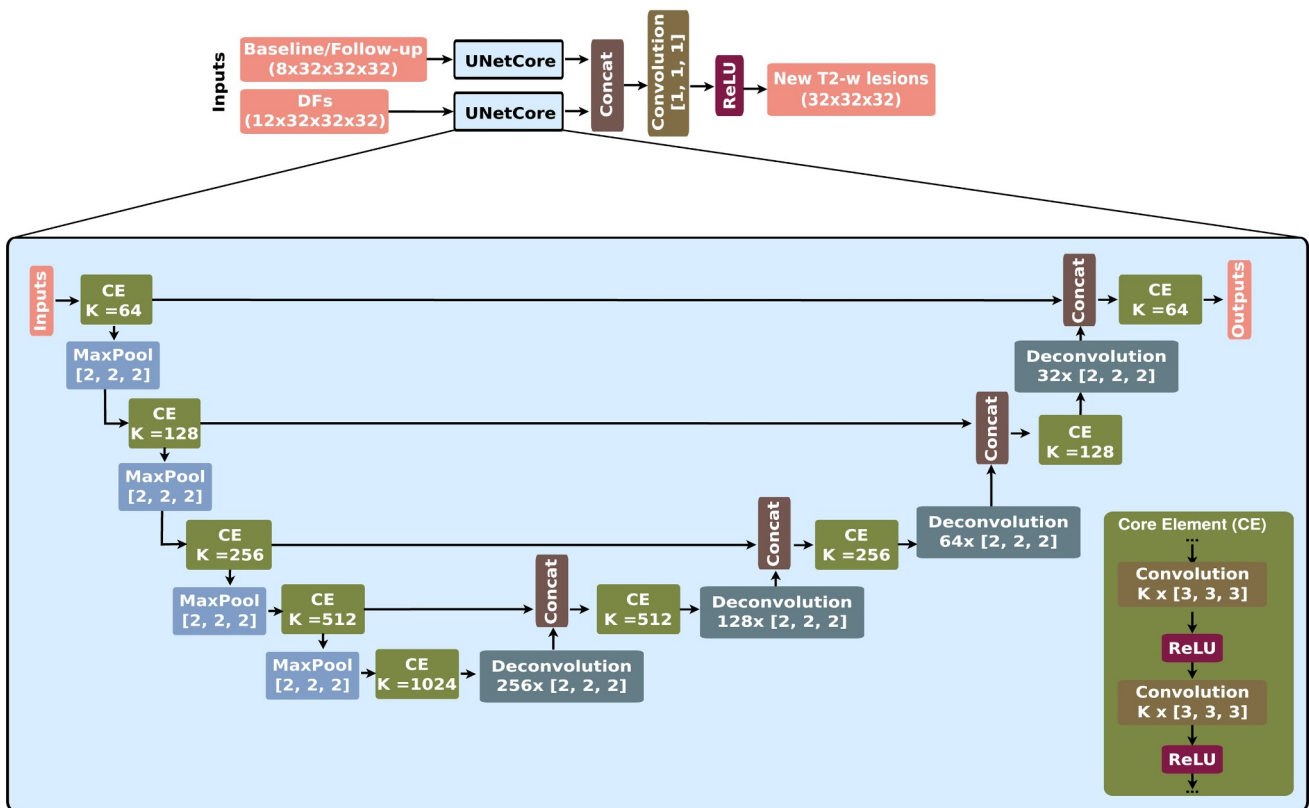 Inputs
Baseline/Follow-up
(8x32x32x32)
UNetCore
DFs
(12x32x32x32)
UNetCore
Concat
Convolution
[1, 1, 1]
ReLU
New T2-w lesions
(32x32x32)
Inputs
CE
K =64
Concat
CE
K =64
Outputs
MaxPool
[2, 2, 2]
Deconvolution
32x [2, 2, 2]
CE
K =128
Concat
CE
K =128
MaxPool
[2, 2, 2]
CE
K =256
Concat
CE
K =256
Deconvolution
64x [2, 2, 2]
MaxPool
[2, 2, 2]
CE
K =512
Concat
CE
K =512
Deconvolution
128x [2, 2, 2]
MaxPool
[2, 2, 2]
CE
K =1024
Deconvolution
256x [2, 2, 2]
Core Element (CE)
...
Convolution
K x [3, 3, 3]
ReLU
Convolution
K x [3, 3, 3]
ReLU
...